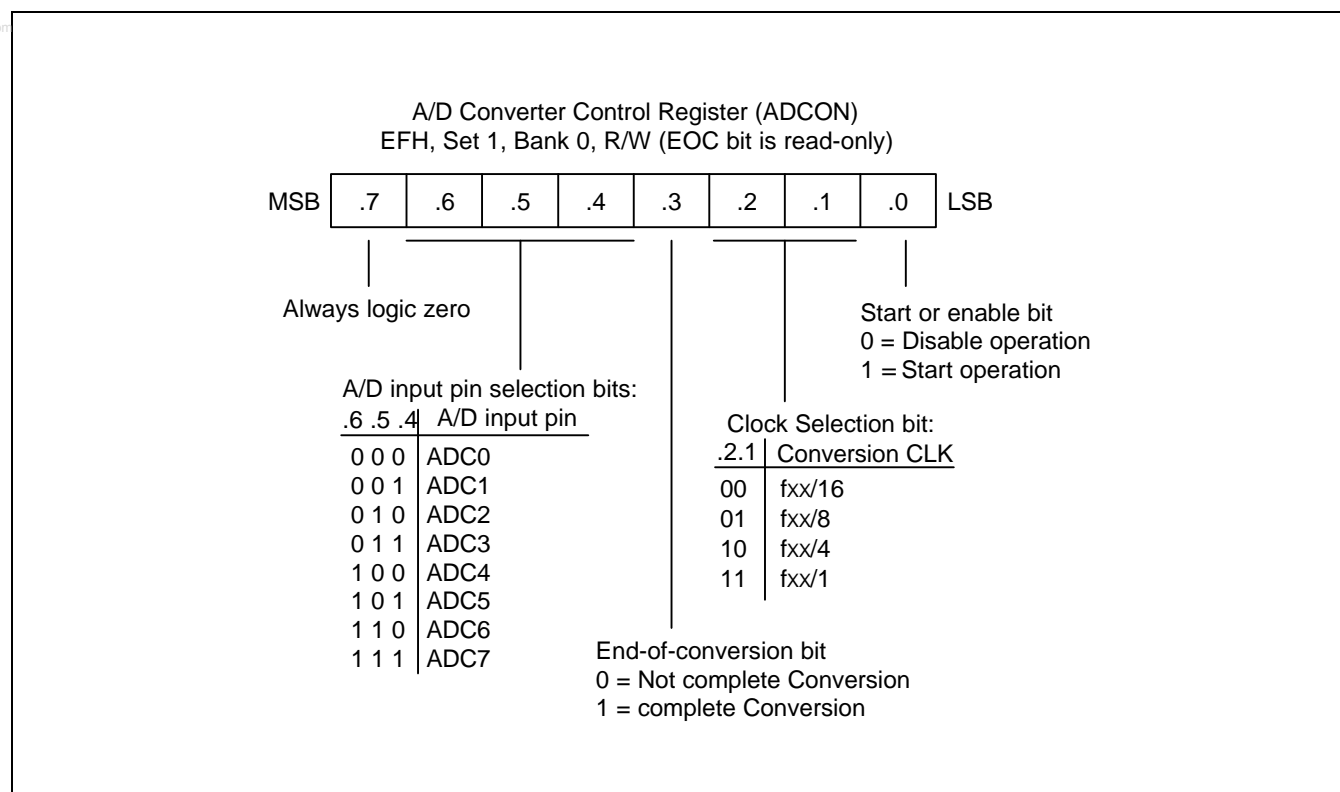 om
A/D Converter Control Register (ADCON)
EFH, Set 1, Bank 0, R/W (EOC bit is read-only)
MSB .7 .6 .5 .4 .3 .2 .1 .0 LSB
Always logic zero
Start or enable bit
0 = Disable operation
1 = Start operation
A/D input pin selection bits:
.6 .5 .4 A/D input pin
0 0 0 ADC0
0 0 1 ADC1
0 1 0 ADC2
0 1 1 ADC3
1 0 0 ADC4
1 0 1 ADC5
1 1 0 ADC6
1 1 1 ADC7
Clock Selection bit:
.2.1 Conversion CLK
00 fxx/16
01 fxx/8
10 fxx/4
11 fxx/1
End-of-conversion bit
0 = Not complete Conversion
1 = complete Conversion